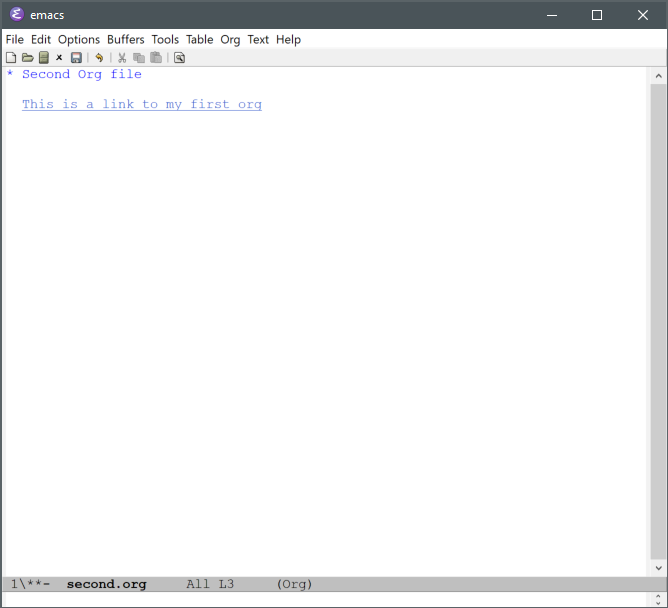 emacs
File Edit Options Buffers Tools Table Org Text Help
* Second Org file
This is a link to my first org
1\**-  second.org     All L3     (Org)